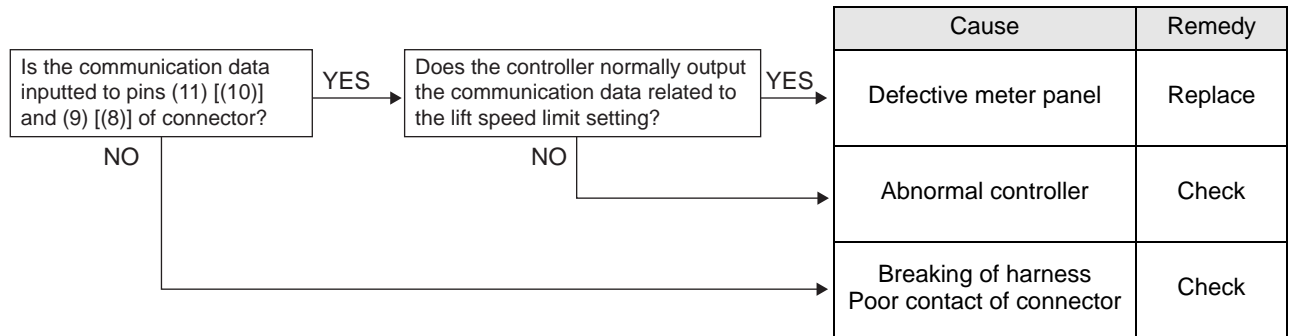 Cause
Remedy
Is the communication data
inputted to pins (11) [(10)]
and (9) [(8)] of connector?
YES
Does the controller normally output
the communication data related to
the lift speed limit setting?
YES
Defective meter panel
Replace
NO
NO
Abnormal controller
Check
Breaking of harness
Poor contact of connector
Check